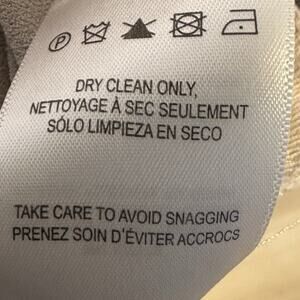 P
DRY CLEAN ONLY,
NETTOYAGE À SEC SEULEMENT
SÓLO LIMPIEZA EN SECO
TAKE CARE TO AVOID SNAGGING
PRENEZ SOIN D'ÉVITER ACCROCS